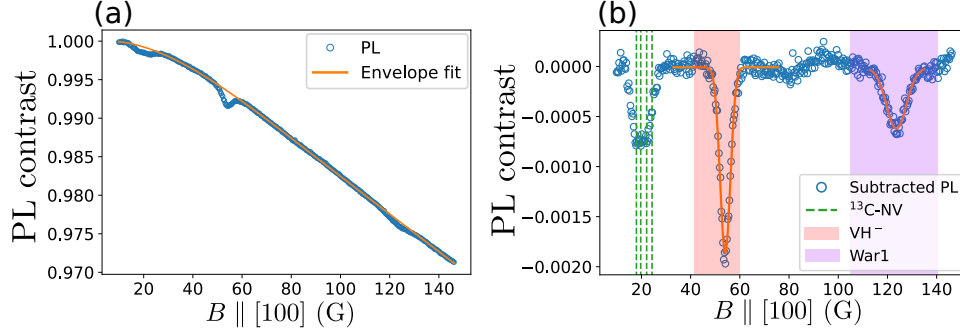 (a)
1.000
0.995
0.990
0.985
0.980
0.975
0.970
PL contrast
PL
Envelope fit
20 40 60 80 100 120 140
B ∥ [100] (G)
(b)
0.0000
−0.0005
−0.0010
−0.0015
−0.0020
PL contrast
Subtracted PL
¹³C-NV
VH⁻
War1
20 40 60 80 100 120 140
B ∥ [100] (G)